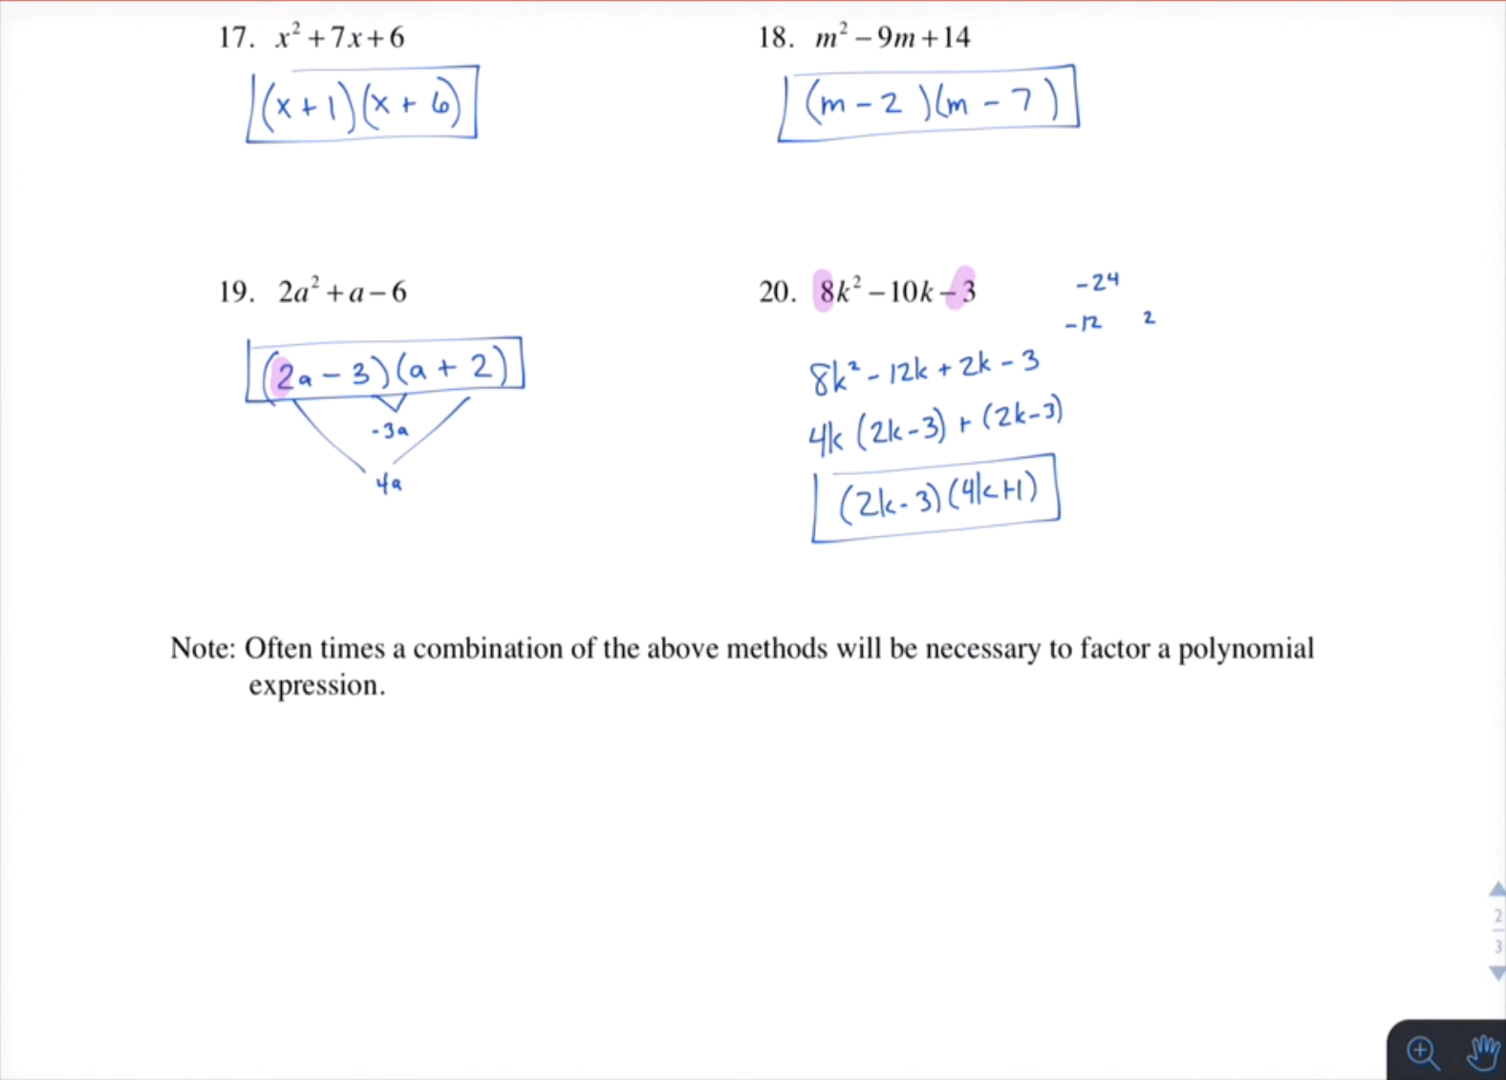 17. x² + 7x + 6
(x + 1)(x + 6)
18. m² – 9m + 14
(m – 2)(m – 7)
19. 2a² + a – 6
(2a – 3)(a + 2)
-3a
4a
20. 8k² – 10k – 3
-24
-12 2
8k² - 12k + 2k - 3
4k (2k - 3) + (2k - 3)
(2k - 3)(4k + 1)
Note: Often times a combination of the above methods will be necessary to factor a polynomial
expression.
2
3